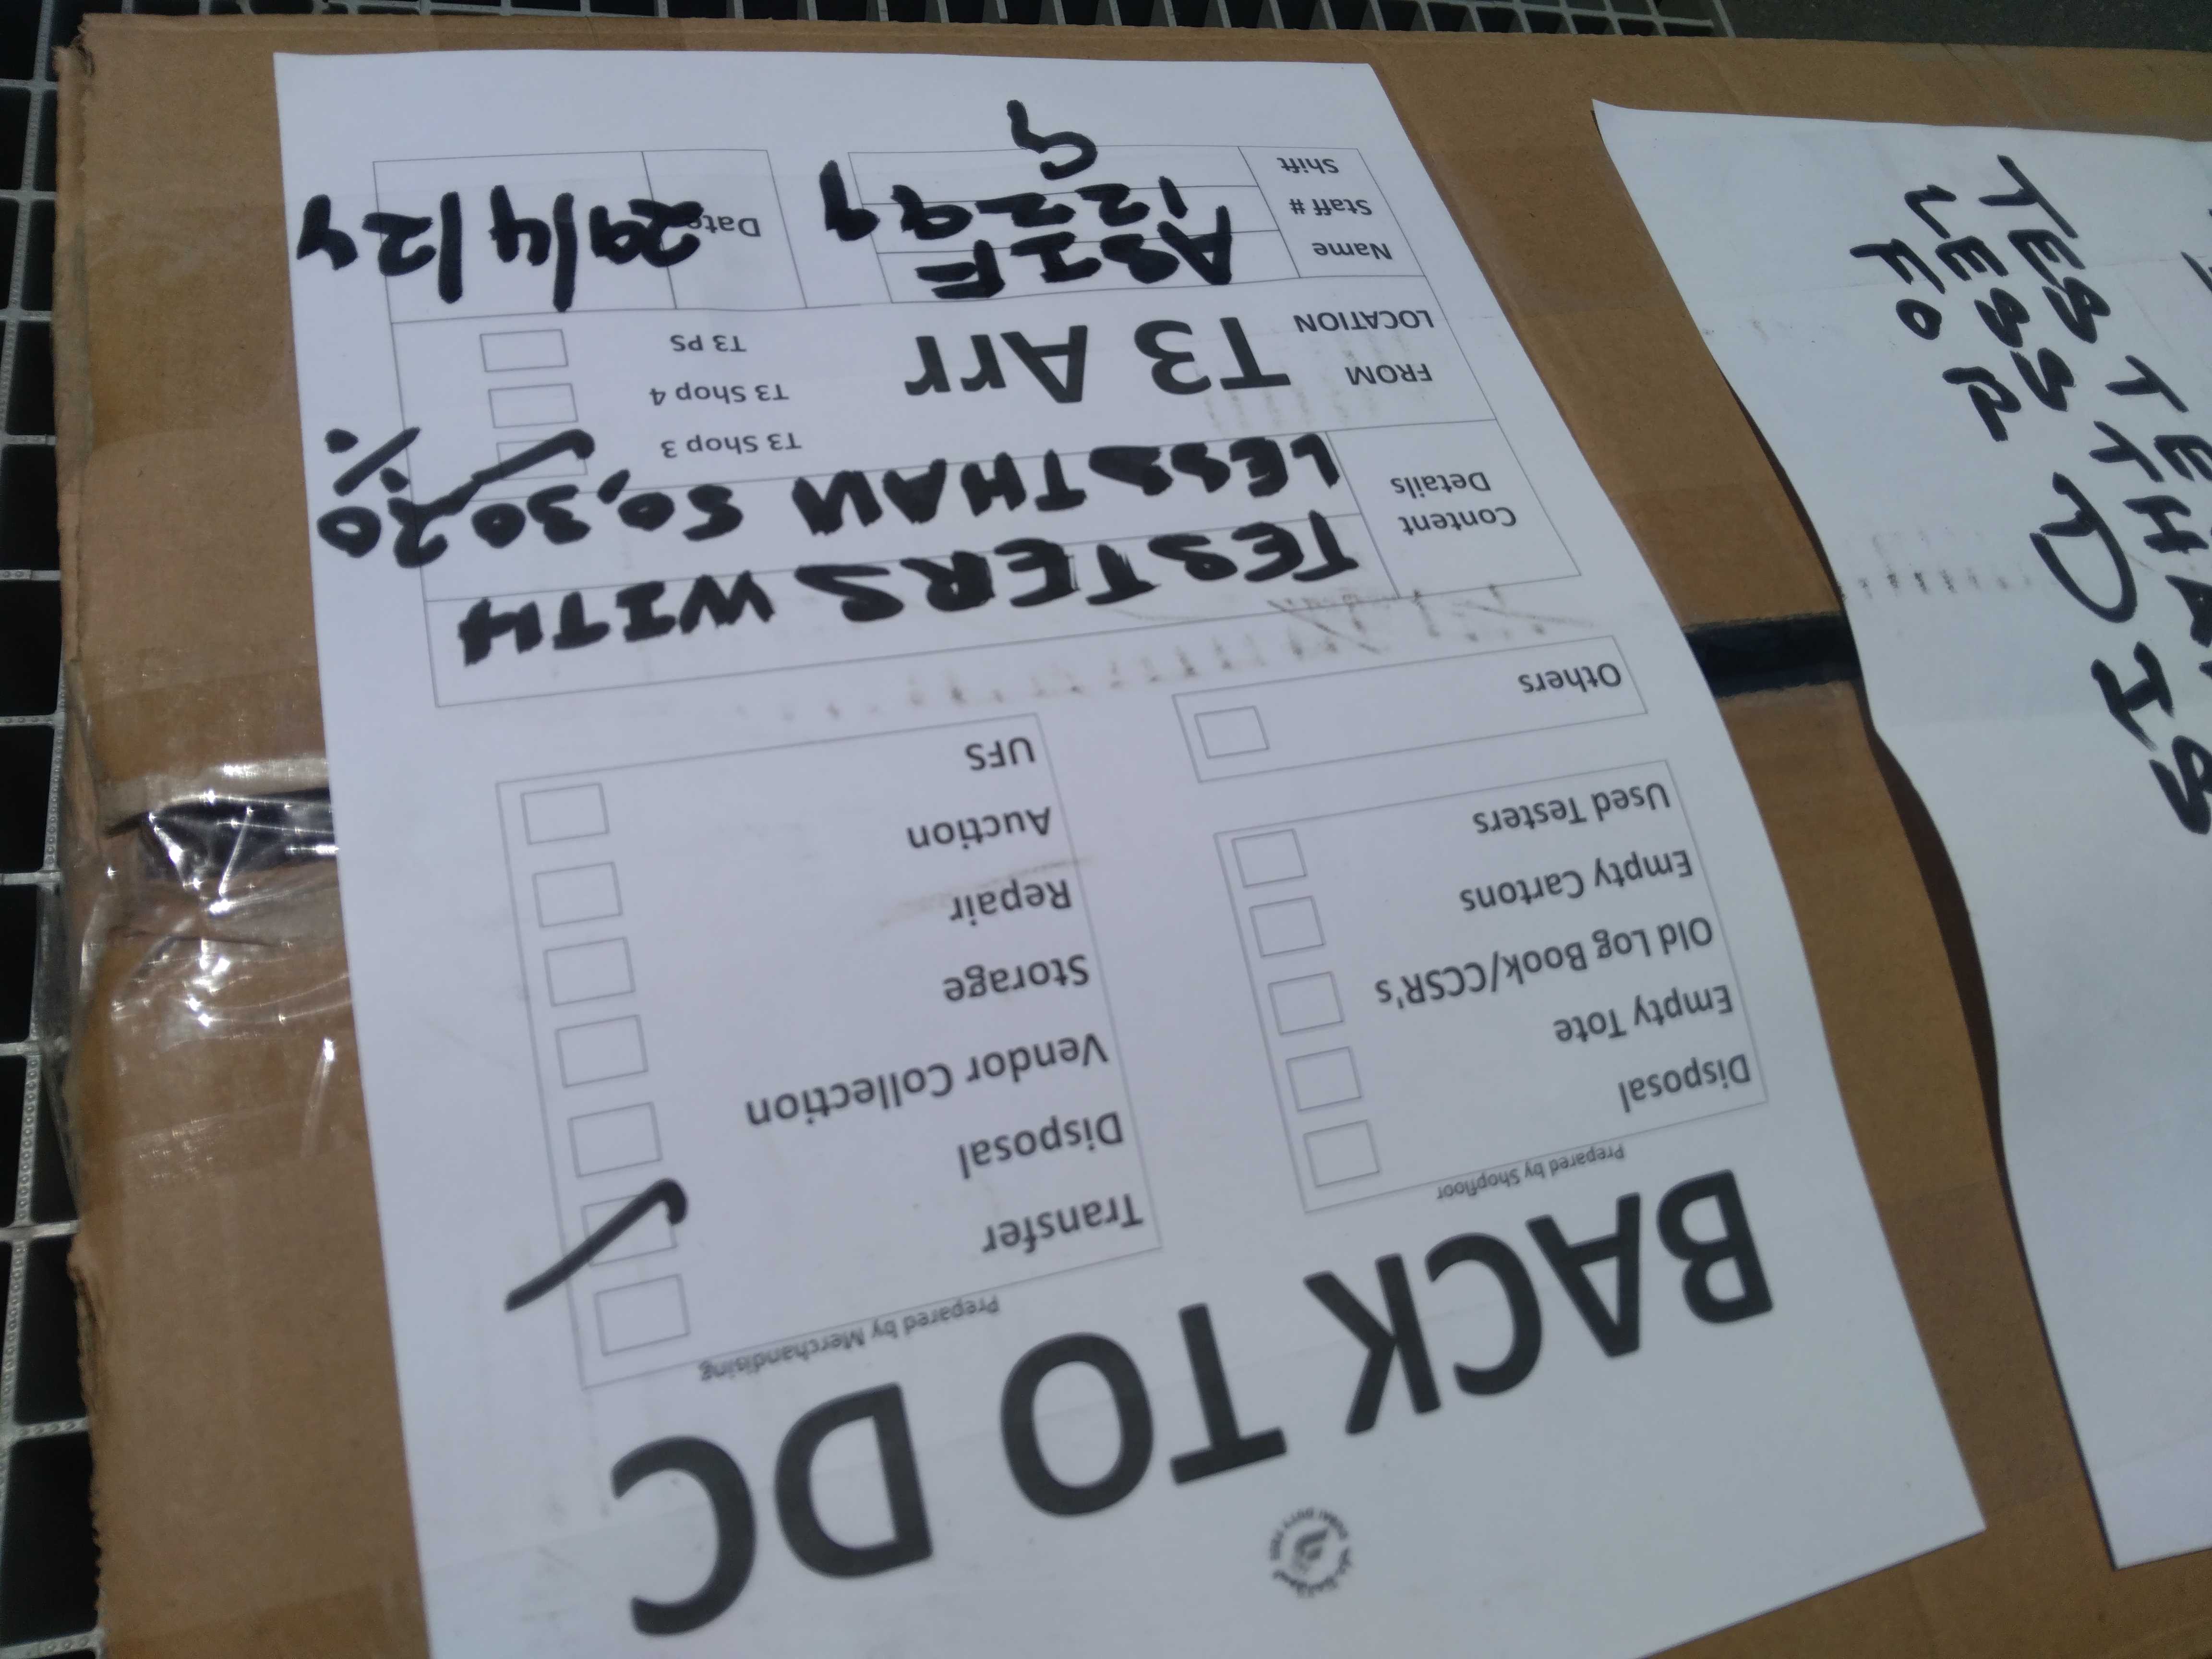 BACK TO DC
Prepared by Shopfloor
Disposal
Empty Tote
Old Log Book/CCSR's
Empty Cartons
Used Testers
Others
Prepared by Merchandising
Transfer
Disposal
Vendor Collection
Storage
Repair
Auction
UFS
Content Details
TESTERS WITH
LESS THAN 50,30 20 %
FROM
LOCATION
T3 Arr
T3 Shop 3
T3 Shop 4
T3 PS
Name ASIF
Staff #
Shift
Date 29/4/24